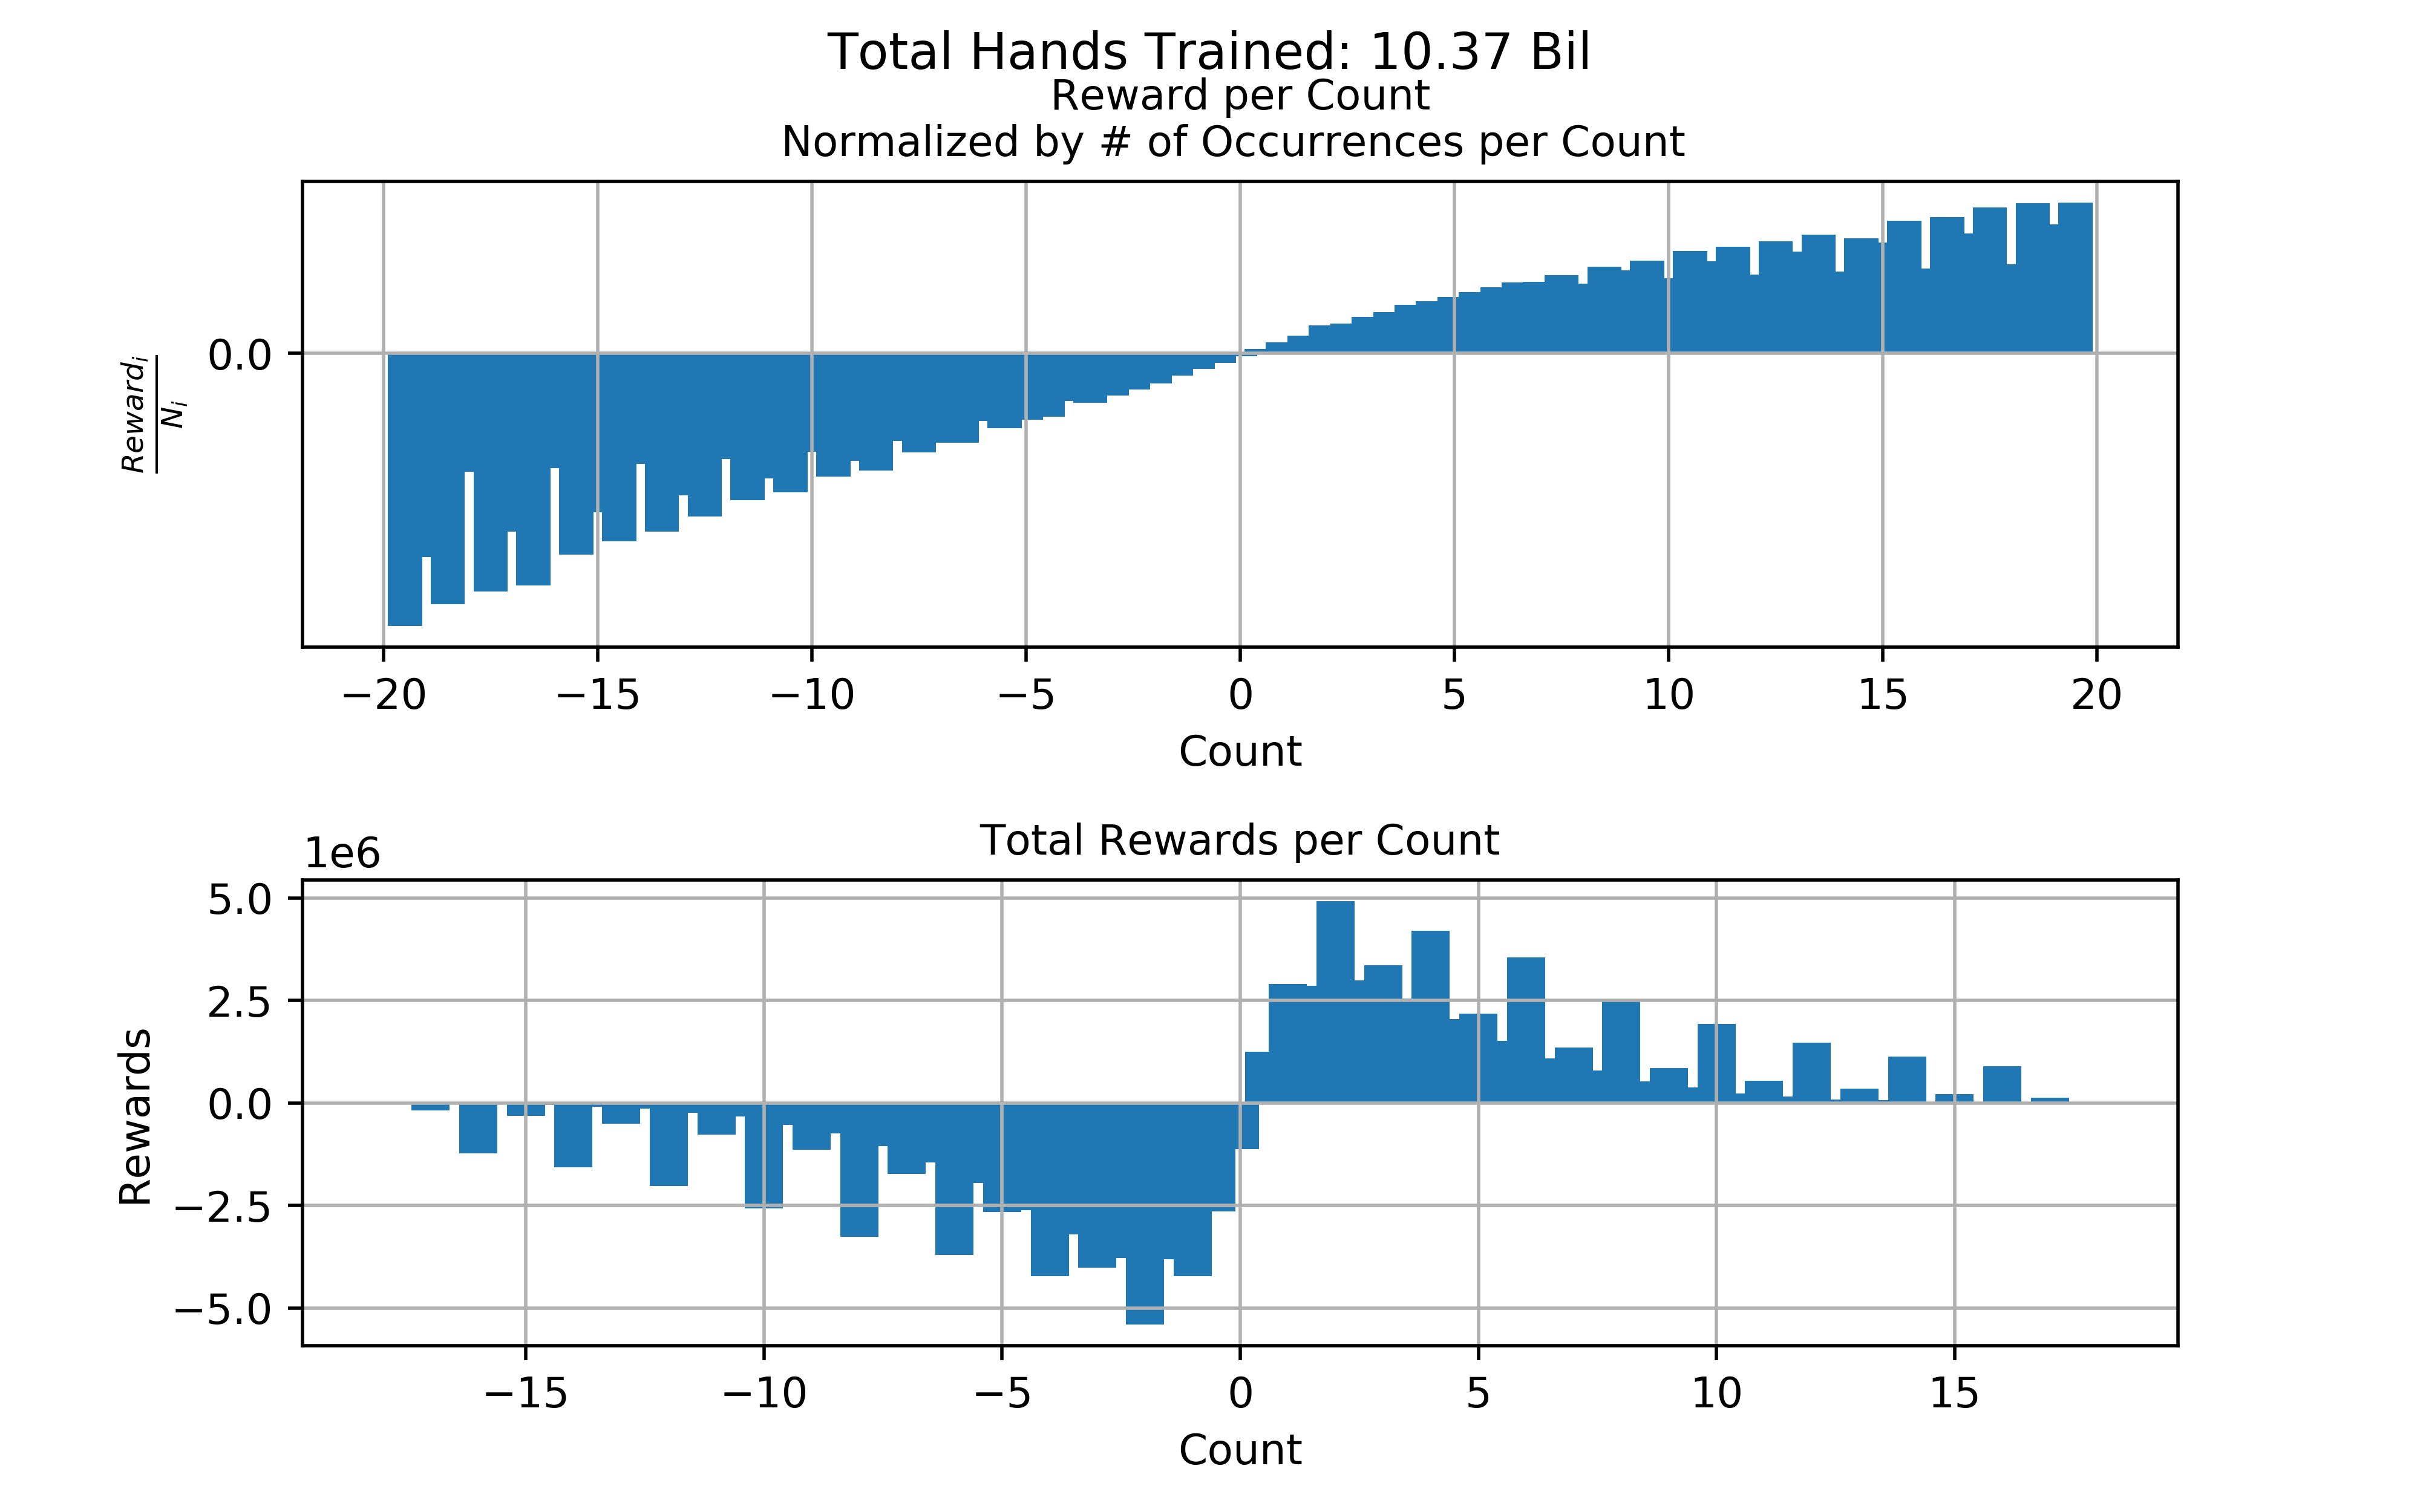 Total Hands Trained: 10.37 Bil
Reward per Count
Normalized by # of Occurrences per Count
Reward_i
N_i
0.0
−20 −15 −10 −5 0 5 10 15 20
Count
Total Rewards per Count
1e6
Rewards
5.0
2.5
0.0
−2.5
−5.0
−15 −10 −5 0 5 10 15
Count